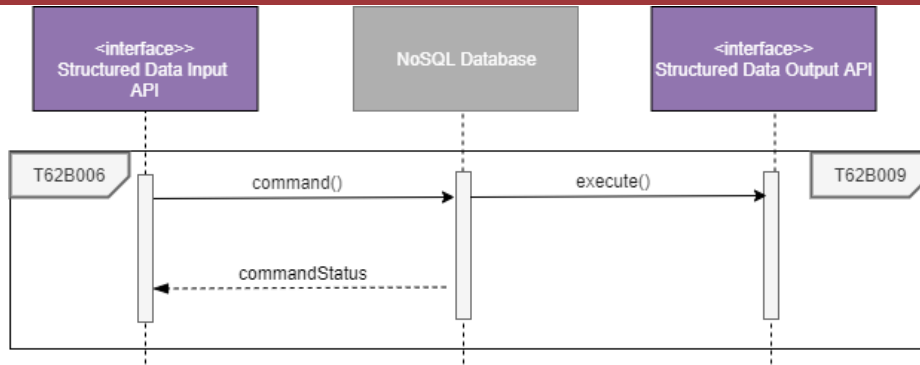 <interface>>
Structured Data Input
API
NoSQL Database
<interface>>
Structured Data Output API
T62B006
T62B009
command()
execute()
commandStatus